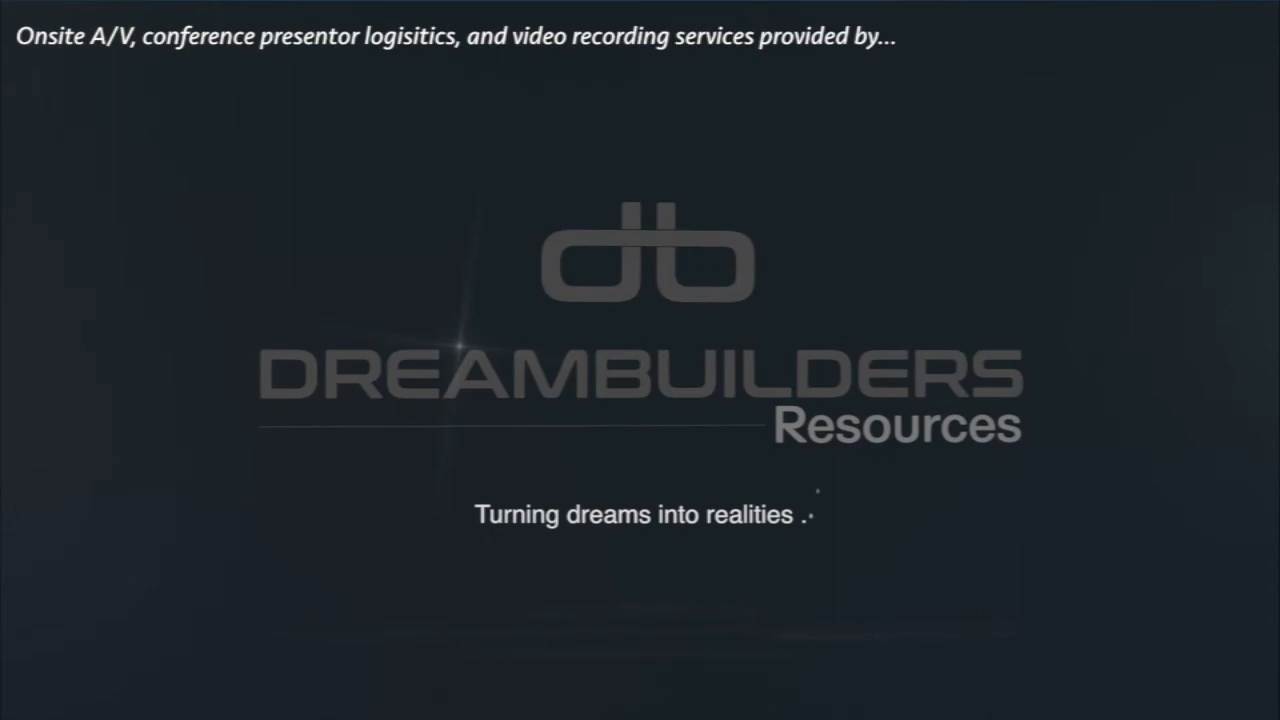 Onsite A/V, conference presentor logisitics, and video recording services provided by...
db
DREAMBUILDERS
Resources
Turning dreams into realities ..